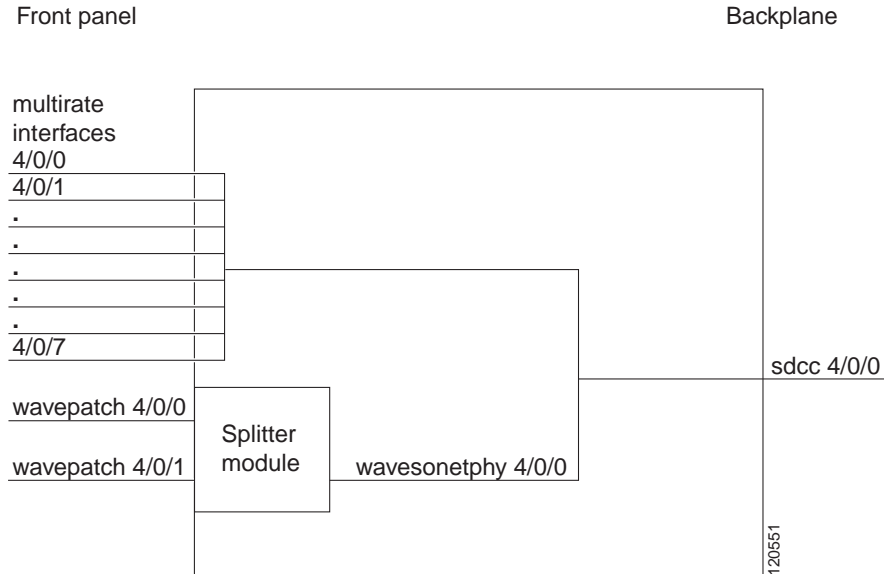 Front panel
Backplane
multirate
interfaces
4/0/0
4/0/1
.
.
.
.
.
4/0/7
sdcc 4/0/0
wavepatch 4/0/0
Splitter
module
wavepatch 4/0/1
wavesonetphy 4/0/0
120551